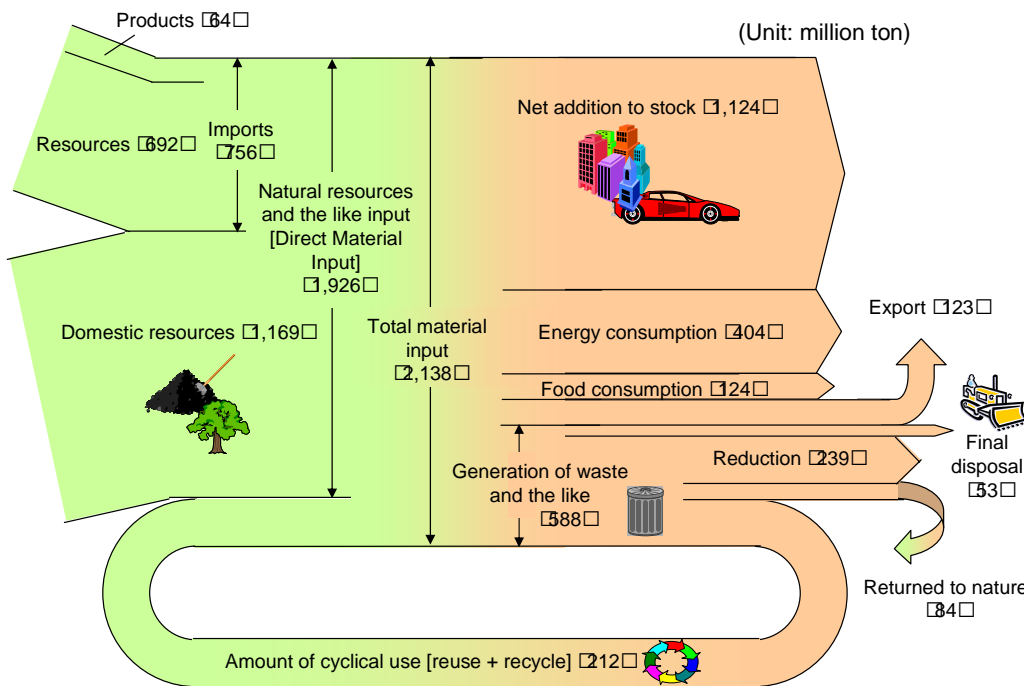 Products □64□
(Unit: million ton)
Net addition to stock □1,124□
Resources □692□
Imports
□756□
Natural resources
and the like input
[Direct Material
Input]
□1,926□
Export □123□
Domestic resources □1,169□
Total material
input
□2,138□
Energy consumption □404□
Food consumption □124□
Final
disposal
□53□
Reduction □239□
Generation of waste
and the like
□588□
Returned to nature
□84□
Amount of cyclical use [reuse + recycle] □212□